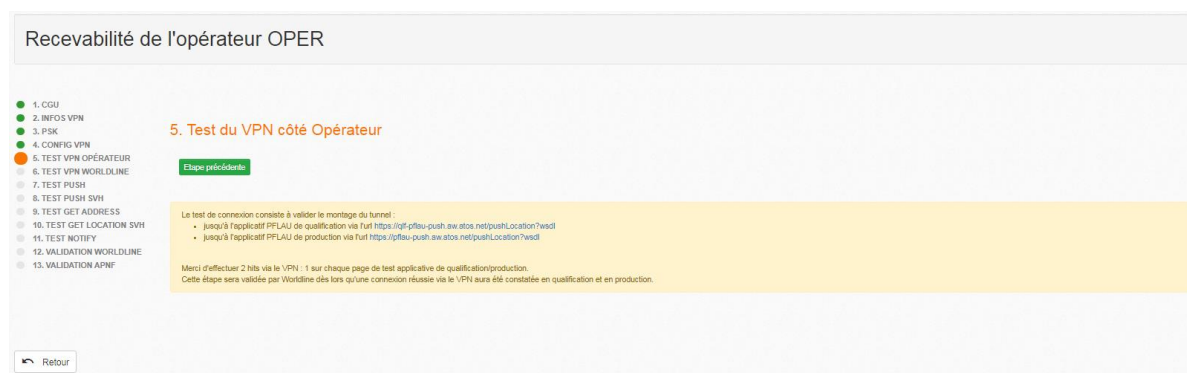 Recevabilité de l'opérateur OPER
1. CGU
2. INFOS VPN
3. PSK
4. CONFIG VPN
5. TEST VPN OPÉRATEUR
6. TEST VPN WORLDLINE
7. TEST PUSH
8. TEST PUSH SVH
9. TEST GET ADDRESS
10. TEST GET LOCATION SVH
11. TEST NOTIFY
12. VALIDATION WORLDLINE
13. VALIDATION APNF
5. Test du VPN côté Opérateur
Etape précédente
Le test de connexion consiste à valider le montage du tunnel :
jusqu'à l'applicatif PFLAU de qualification via l'url https://qlf-pflau-push.aw.atos.net/pushLocation?wsdl
jusqu'à l'applicatif PFLAU de production via l'url https://pflau-push.aw.atos.net/pushLocation?wsdl
Merci d'effectuer 2 hits via le VPN : 1 sur chaque page de test applicative de qualification/production.
Cette étape sera validée par Worldline dès lors qu'une connexion réussie via le VPN aura été constatée en qualification et en production.
Retour